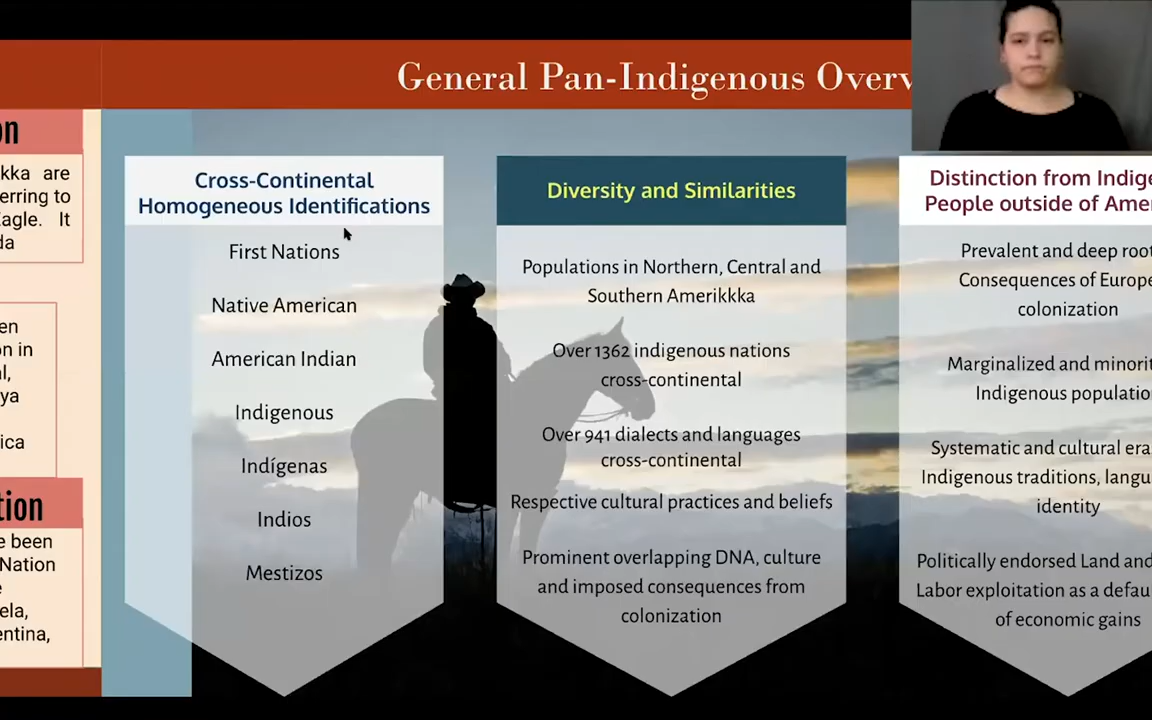 General Pan-Indigenous
on
kka are
erring to
Eagle. It
da
en
on in
al,
ya
ica
tion
e been
Nation
e
ela,
entina,
Cross-Continental
Homogeneous Identifications
First Nations
Native American
American Indian
Indigenous
Indígenas
Indios
Mestizos
Diversity and Similarities
Populations in Northern, Central and
Southern Amerikkka
Over 1362 indigenous nations
cross-continental
Over 941 dialects and languages
cross-continental
Respective cultural practices and beliefs
Prominent overlapping DNA, culture
and imposed consequences from
colonization
Distinction from Indige
People outside of Ame
Prevalent and deep root
Consequences of Europe
colonization
Marginalized and minorit
Indigenous populatio
Systematic and cultural era
Indigenous traditions, langu
identity
Politically endorsed Land and
Labor exploitation as a defau
of economic gains